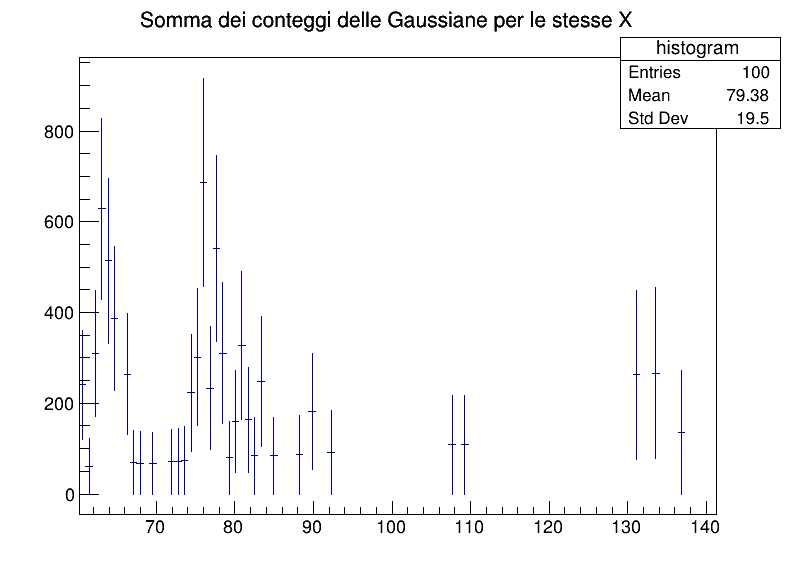 Somma dei conteggi delle Gaussiane per le stesse X
histogram
Entries 100
Mean 79.38
Std Dev 19.5
800
600
400
200
0
70 80 90 100 110 120 130 140